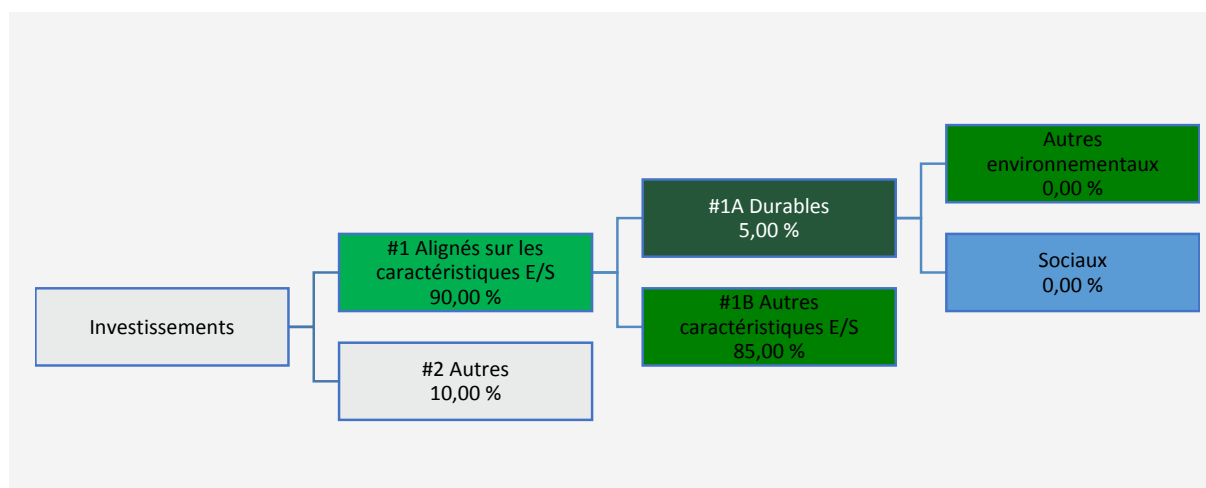 Investissements
#1 Alignés sur les
caractéristiques E/S
90,00 %
#2 Autres
10,00 %
#1A Durables
5,00 %
#1B Autres
caractéristiques E/S
85,00 %
Autres
environnementaux
0,00 %
Sociaux
0,00 %